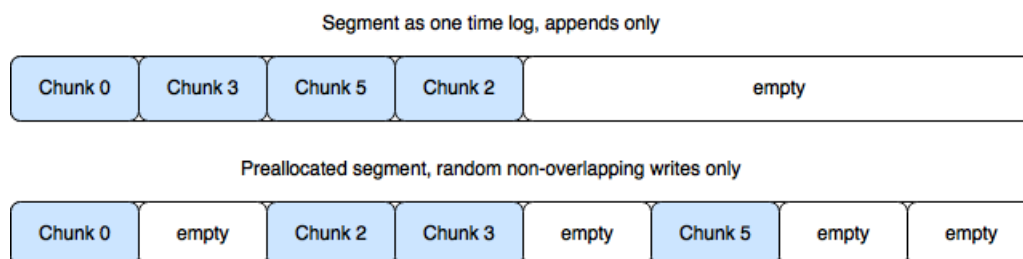 Segment as one time log, appends only
Chunk 0 Chunk 3 Chunk 5 Chunk 2 empty
Preallocated segment, random non-overlapping writes only
Chunk 0 empty Chunk 2 Chunk 3 empty Chunk 5 empty empty